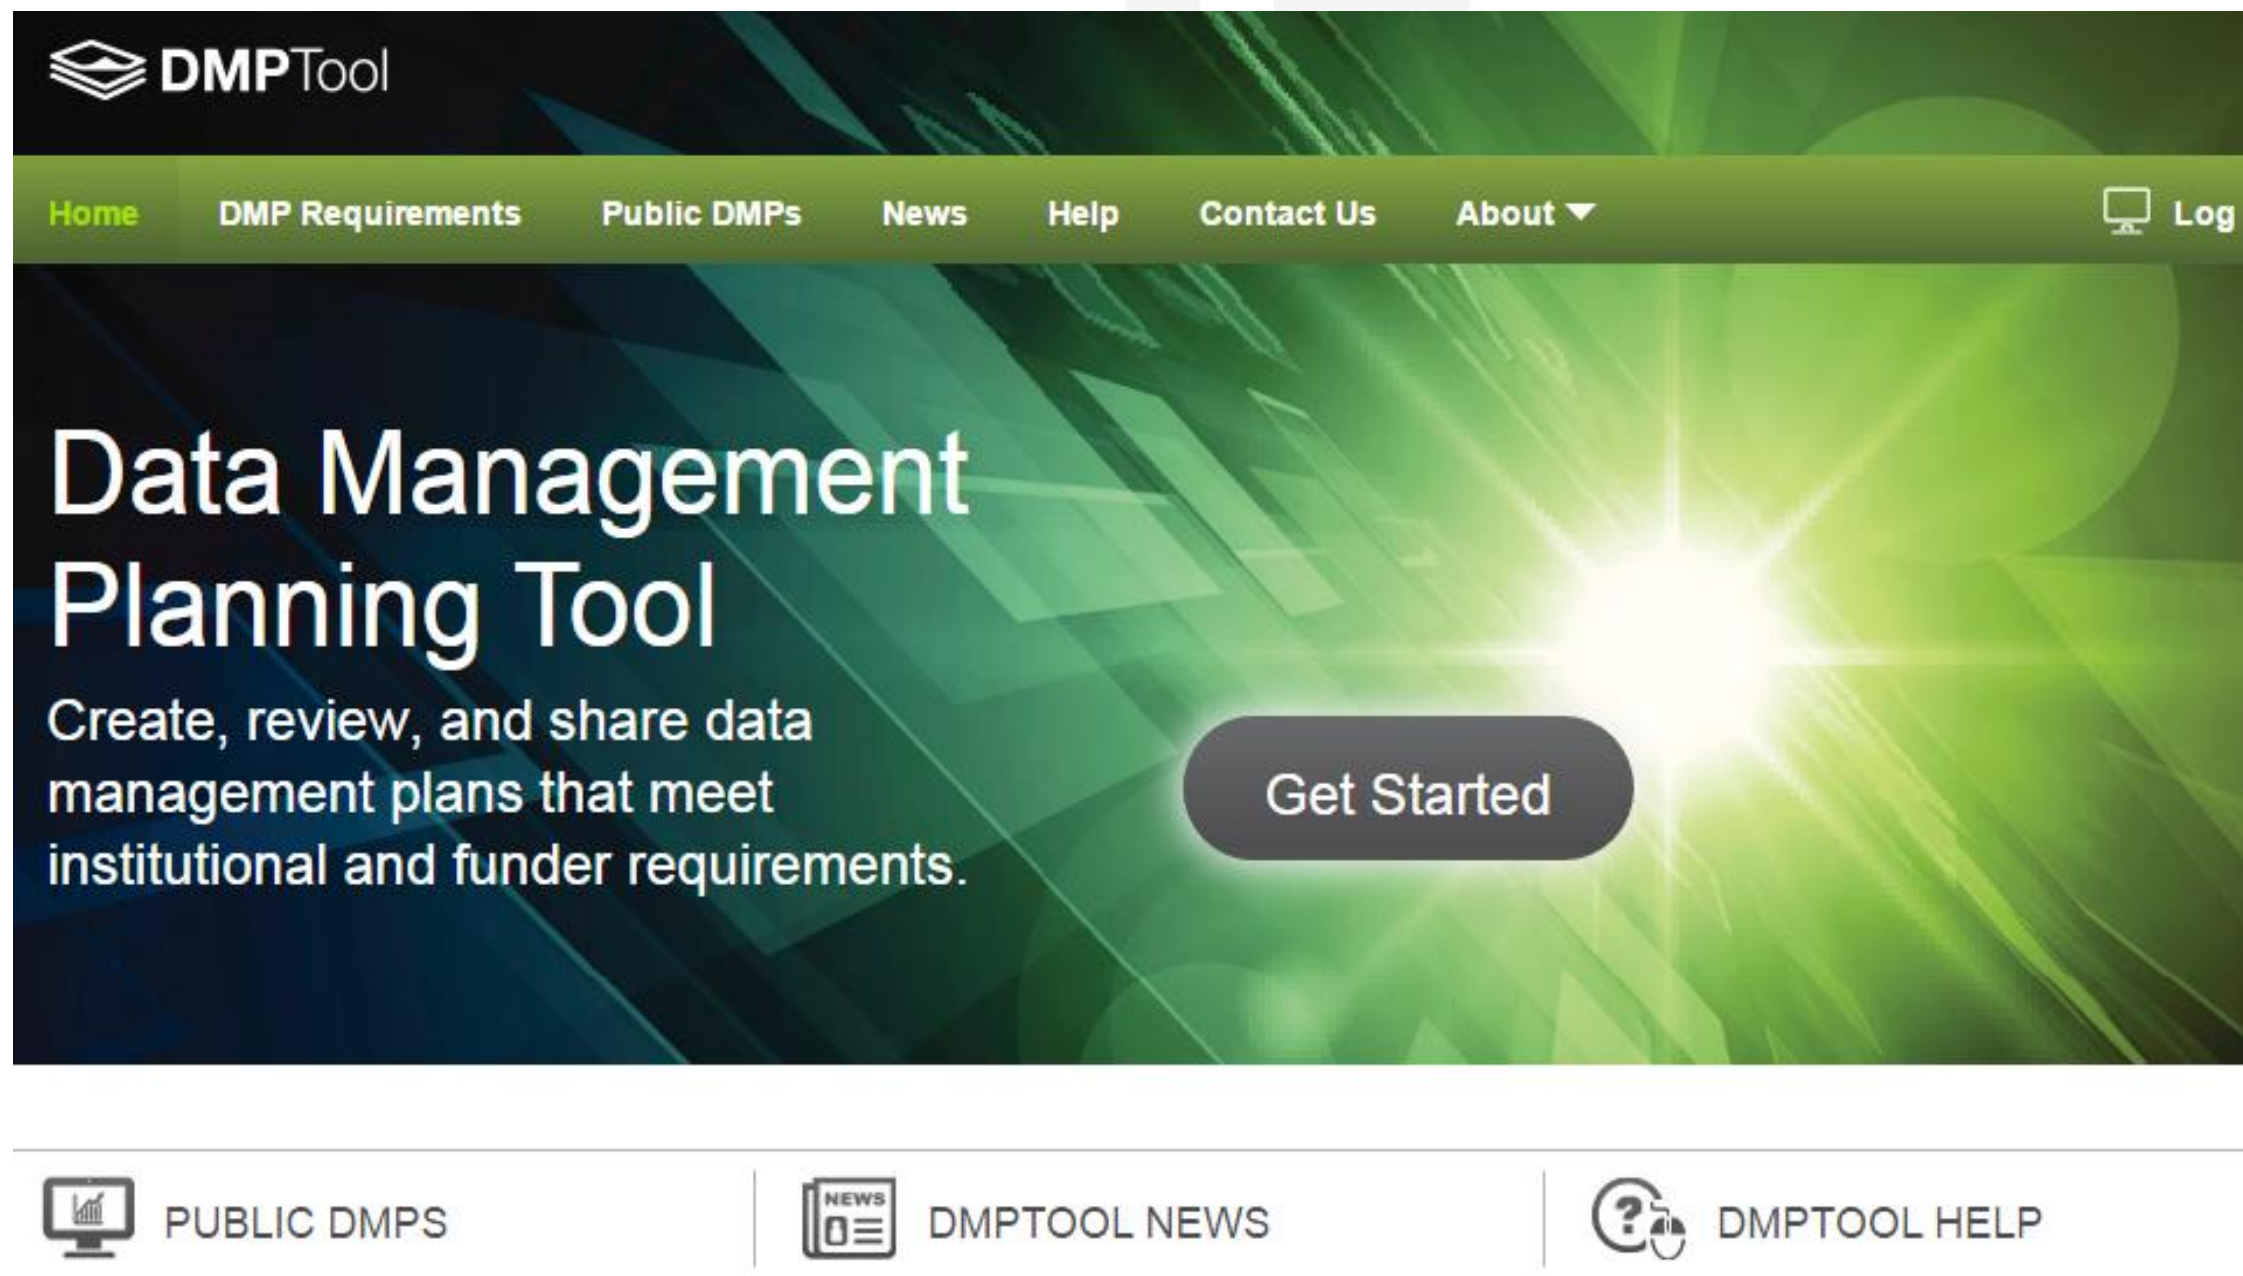 DMPTool
Home DMP Requirements Public DMPs News Help Contact Us About Log
Data Management
Planning Tool
Create, review, and share data
management plans that meet
institutional and funder requirements.
Get Started
PUBLIC DMPS
NEWS
DMPTOOL NEWS
?
DMPTOOL HELP